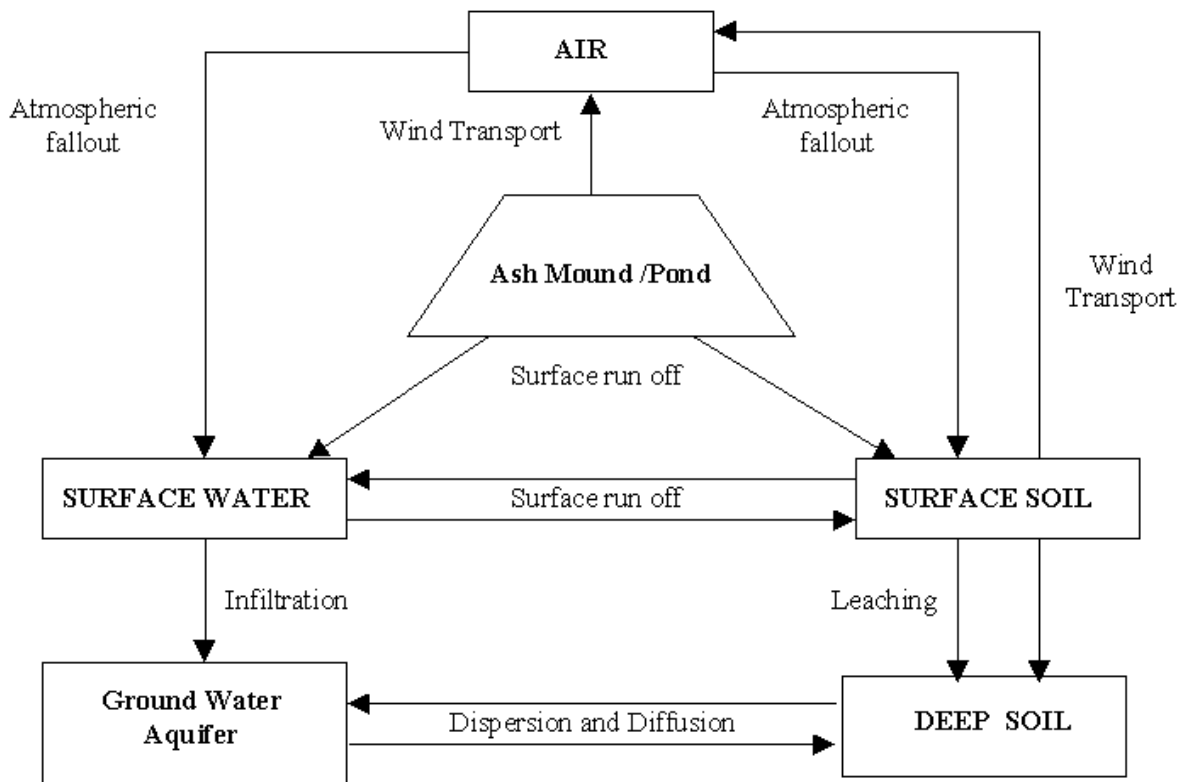 AIR
Atmospheric
fallout
Wind Transport
Atmospheric
fallout
Ash Mound /Pond
Wind
Transport
Surface run off
SURFACE WATER
Surface run off
SURFACE SOIL
Infiltration
Leaching
Ground Water
Aquifer
Dispersion and Diffusion
DEEP SOIL